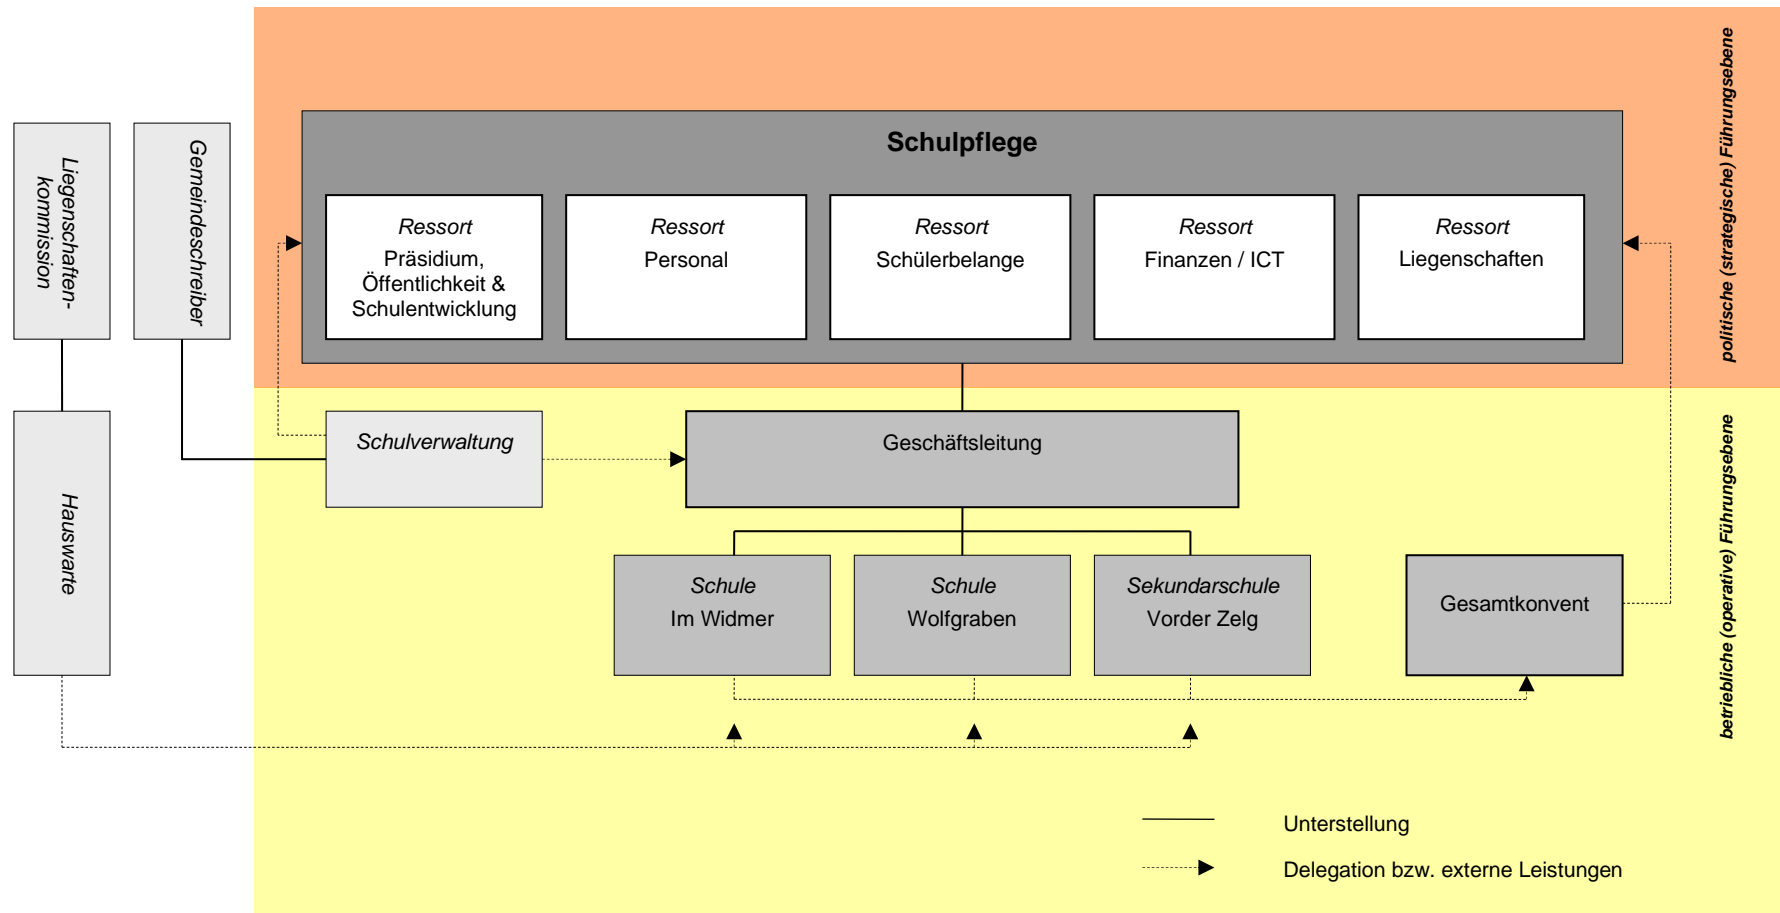 Schulpflege
Liegenschaften-
kommission
Gemeindeschreiber
Ressort
Präsidium,
Öffentlichkeit &
Schulentwicklung
Ressort
Personal
Ressort
Schülerbelange
Ressort
Finanzen / ICT
Ressort
Liegenschaften
politische (strategische) Führungsebene
Hauswarte
Schulverwaltung
Geschäftsleitung
betriebliche (operative) Führungsebene
Schule
Im Widmer
Schule
Wolfgraben
Sekundarschule
Vorder Zelg
Gesamtkonvent
Unterstellung
Delegation bzw. externe Leistungen